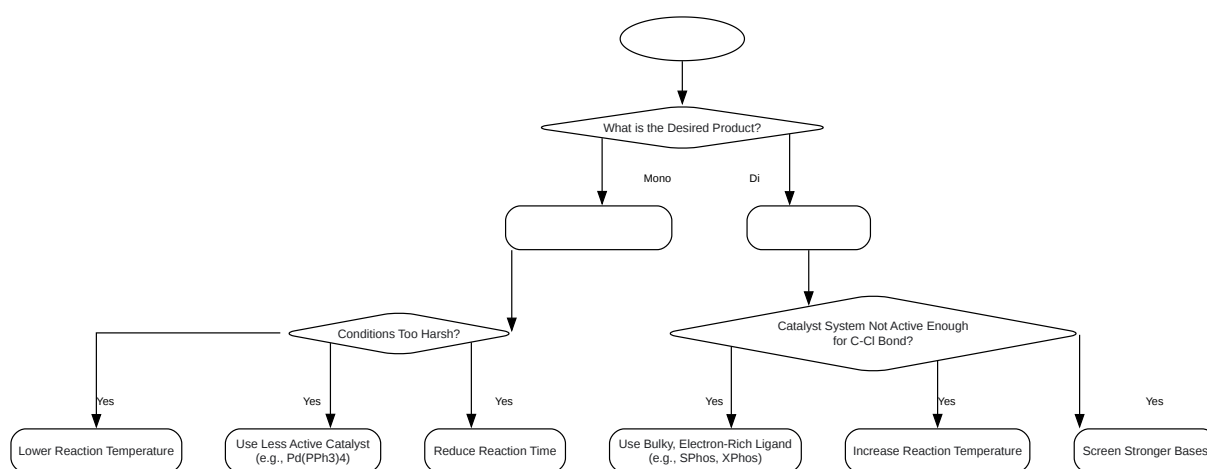 What is the Desired Product?
Mono
Di
Conditions Too Harsh?
Catalyst System Not Active Enough
for C-Cl Bond?
Yes
Yes
Yes
Yes
Yes
Yes
Lower Reaction Temperature
Use Less Active Catalyst
(e.g., Pd(PPh3)4)
Reduce Reaction Time
Use Bulky, Electron-Rich Ligand
(e.g., SPhos, XPhos)
Increase Reaction Temperature
Screen Stronger Bases